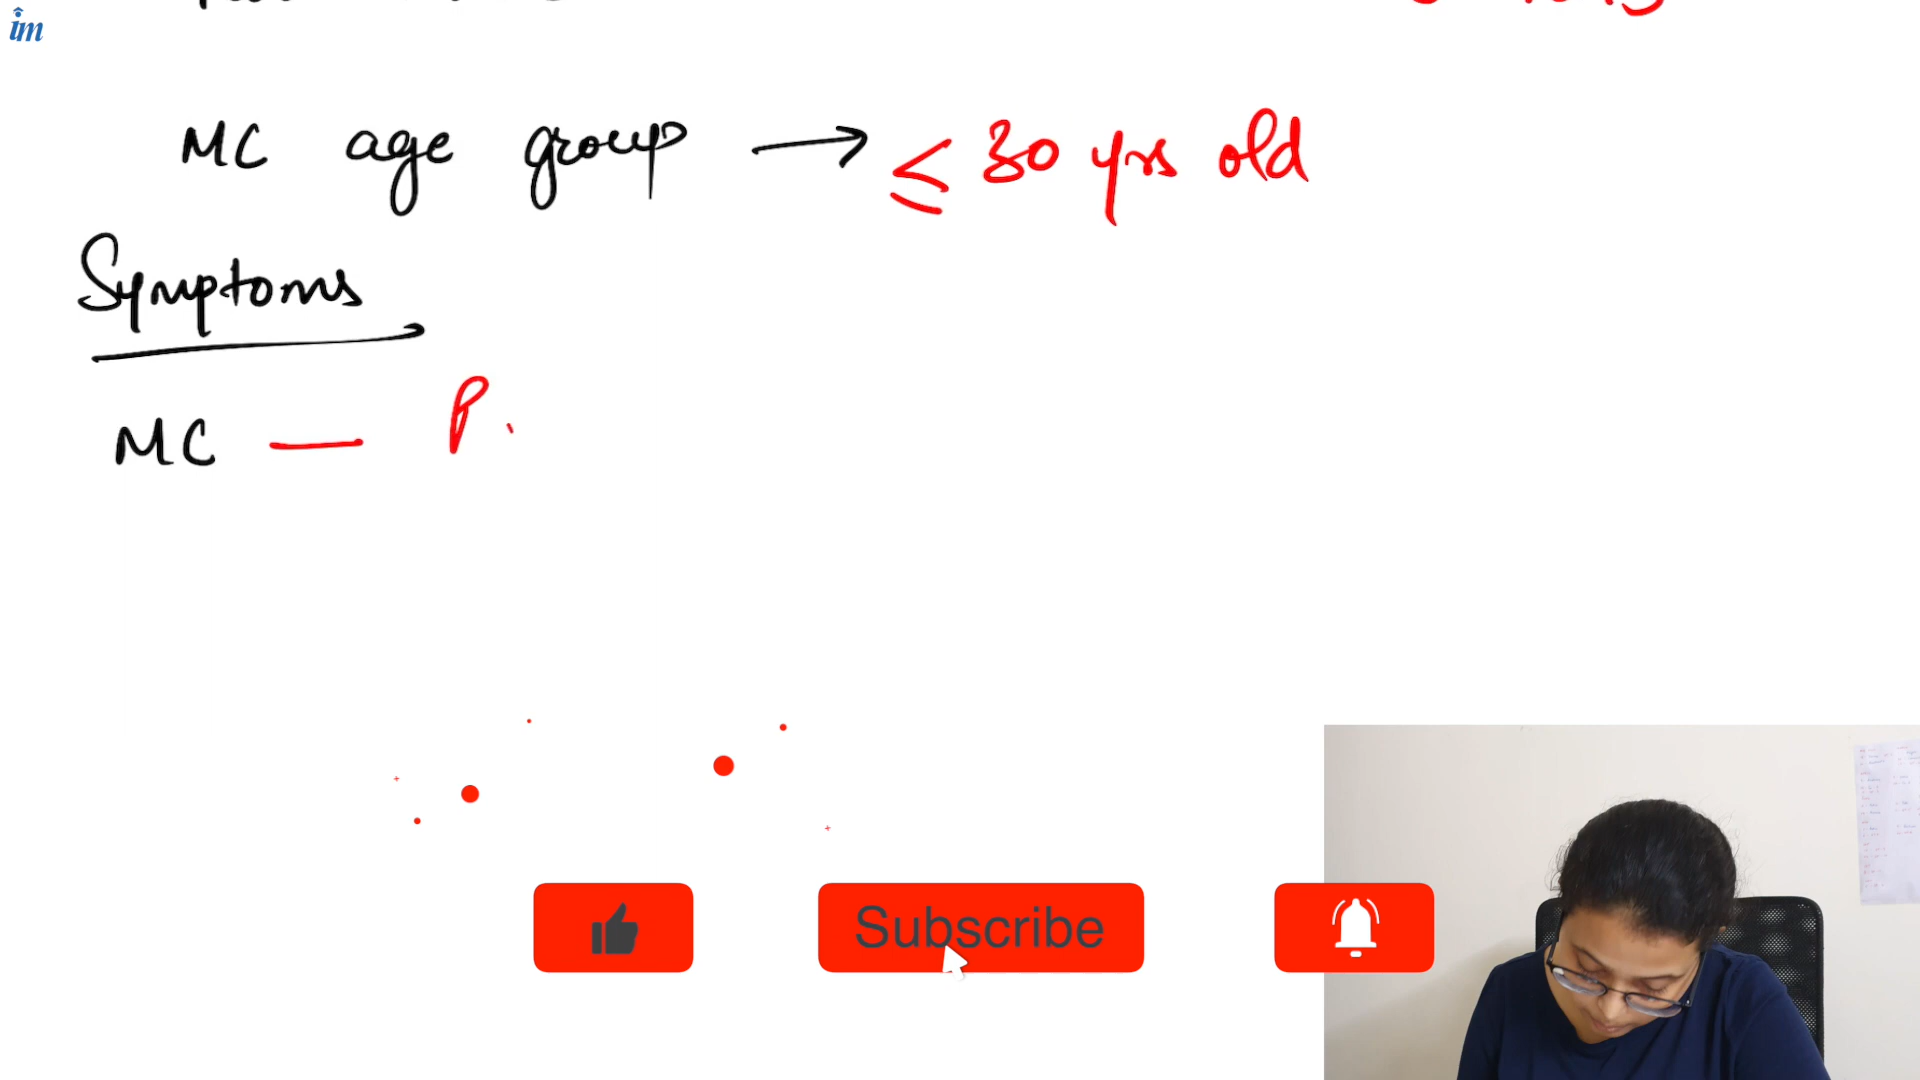 im
MC age group → ≤ 30 yrs old
Symptoms
MC — P
Subscribe